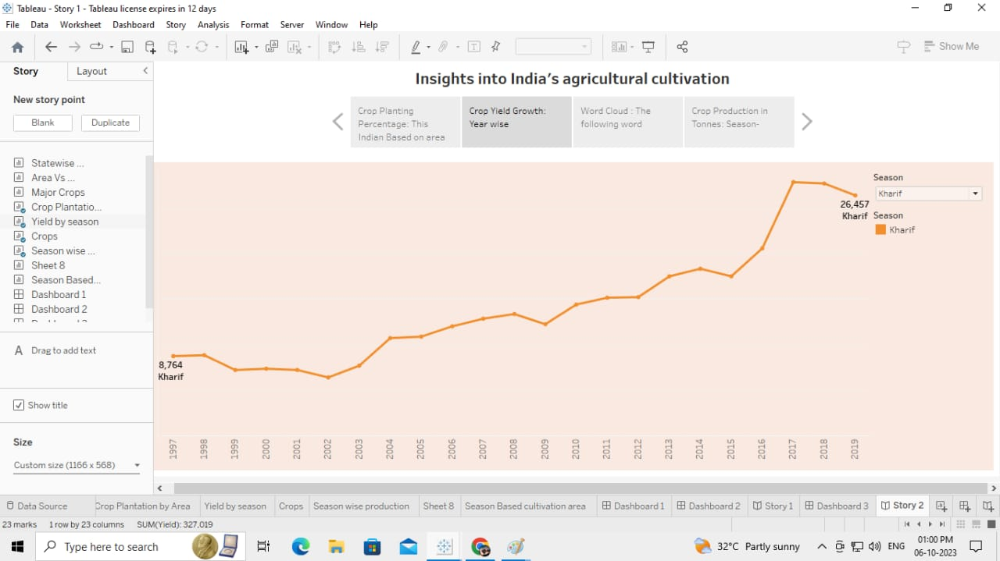 Tableau - Story 1 - Tableau license expires in 12 days
File Data Worksheet Dashboard Story Analysis Format Server Window Help
Show Me
Story Layout
New story point
Blank Duplicate
Statewise ...
Area Vs ...
Major Crops
Crop Plantatio...
Yield by season
Crops
Season wise ...
Sheet 8
Season Based...
Dashboard 1
Dashboard 2
A Drag to add text
Show title
Size
Custom size (1166 x 568)
Insights into India's agricultural cultivation
Crop Planting
Percentage: This
Indian Based on area
Crop Yield Growth:
Year wise
Word Cloud : The
following word
Crop Production in
Tonnes: Season-
Season
Kharif
Season
Kharif
26,457
Kharif
8,764
Kharif
1997 1998 1999 2000 2001 2002 2003 2004 2005 2006 2007 2008 2009 2010 2011 2012 2013 2014 2015 2016 2017 2018 2019
Data Source Crop Plantation by Area Yield by season Crops Season wise production Sheet 8 Season Based cultivation area Dashboard 1 Dashboard 2 Story 1 Dashboard 3 Story 2
23 marks 1 row by 23 columns SUM(Yield): 327,019
Type here to search
32°C Partly sunny
ENG
01:00 PM
06-10-2023